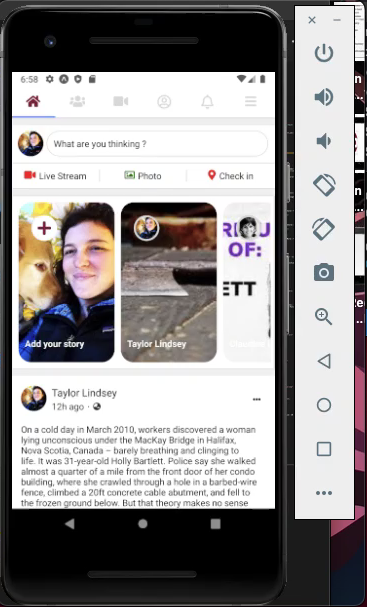 6:58
What are you thinking ?
Live Stream
Photo
Check in
OF:
ETT
Add your story
Taylor Lindsey
Taylor Lindsey
12h ago ·
On a cold day in March 2010, workers discovered a woman
lying unconscious under the MacKay Bridge in Halifax,
Nova Scotia, Canada – barely breathing and clinging to
life. It was 31-year-old Holly Bartlett. Police say she walked
almost a quarter of a mile from the front door of her condo
building, where she crawled through a hole in a barbed-wire
fence, climbed a 20ft concrete cable abutment, and fell to
the frozen ground below. But that theory makes no sense